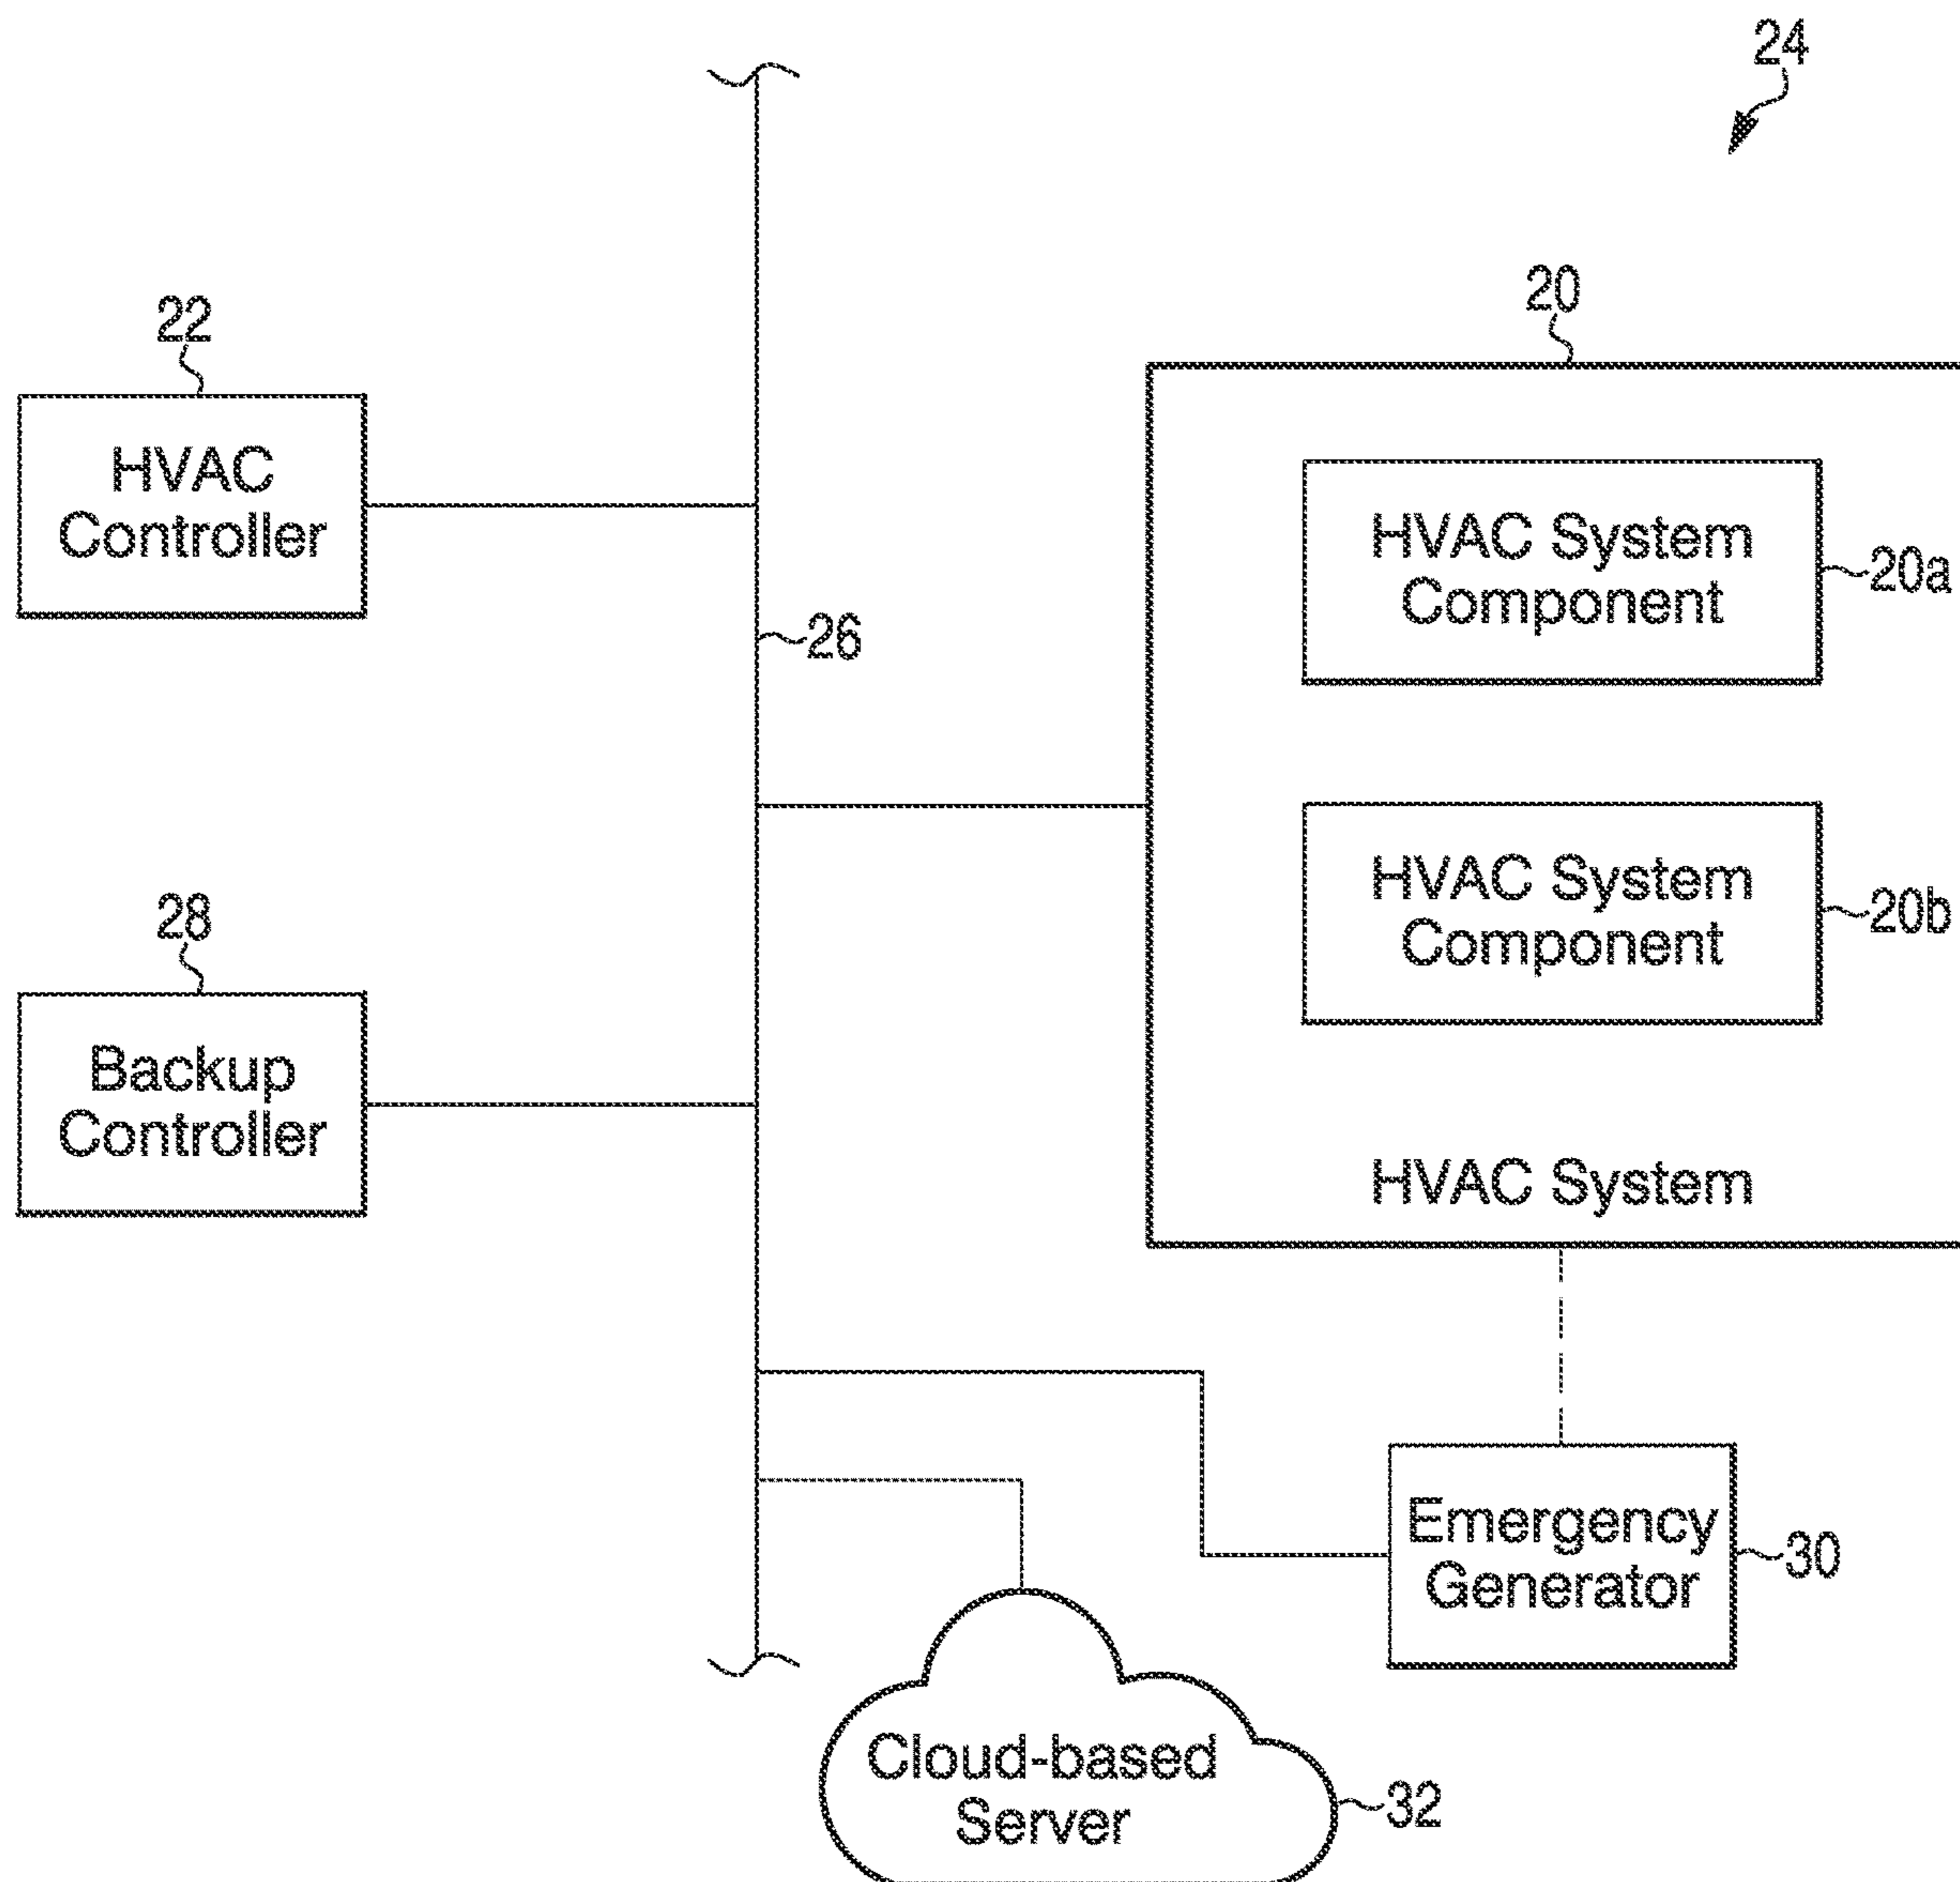 24
20
22
HVAC
Controller
HVAC System
Component
20a
26
HVAC System
Component
20b
28
Backup
Controller
HVAC System
Emergency
Generator
30
Cloud-based
Server
32